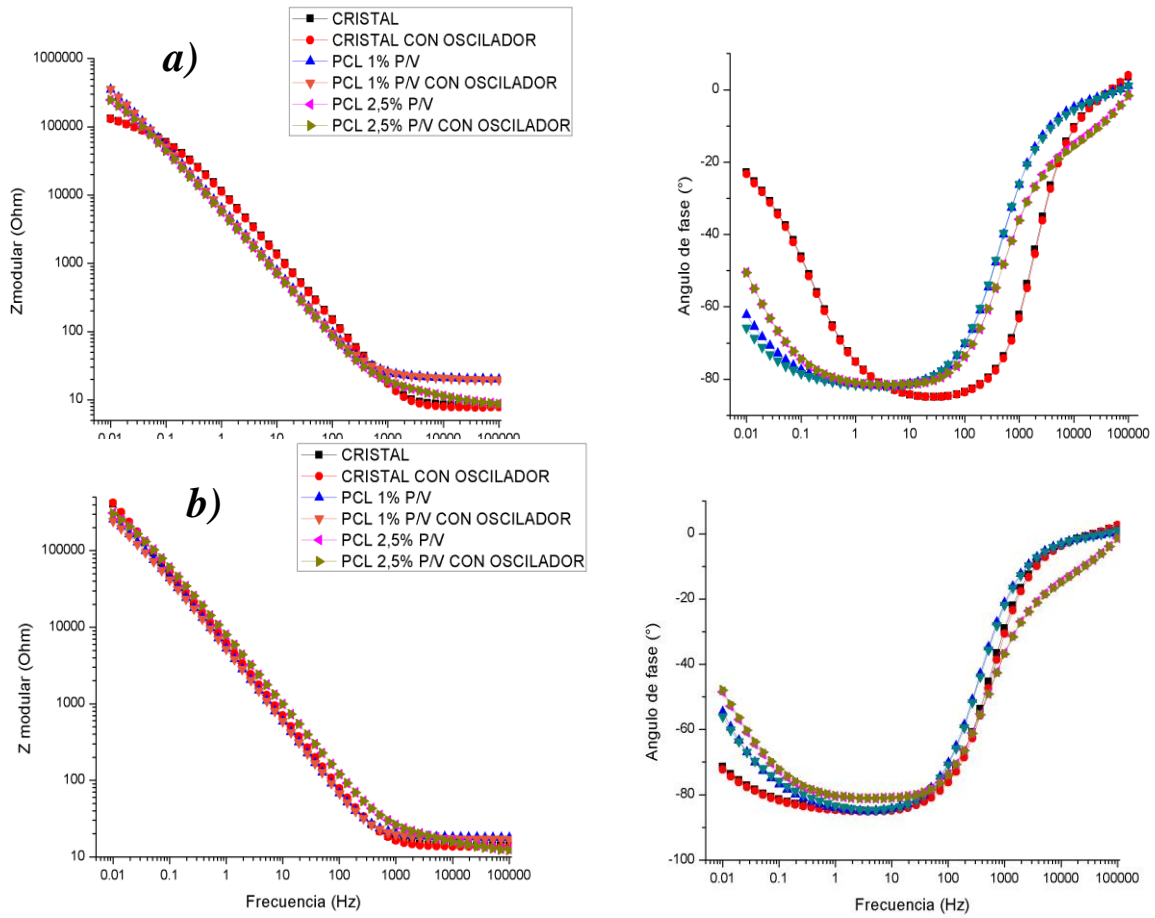 a)
CRISTAL
CRISTAL CON OSCILADOR
PCL 1% P/V
PCL 1% P/V CON OSCILADOR
PCL 2,5% P/V
PCL 2,5% P/V CON OSCILADOR
Zmodular (Ohm)
1000000
100000
10000
1000
100
10
0.01 0.1 1 10 100 1000 10000 100000
Angulo de fase (°)
0
-20
-40
-60
-80
0.01 0.1 1 10 100 1000 10000 100000
b)
CRISTAL
CRISTAL CON OSCILADOR
PCL 1% P/V
PCL 1% P/V CON OSCILADOR
PCL 2,5% P/V
PCL 2,5% P/V CON OSCILADOR
Z modular (Ohm)
100000
10000
1000
100
10
0.01 0.1 1 10 100 1000 10000 100000
Frecuencia (Hz)
Angulo de fase (°)
0
-20
-40
-60
-80
-100
0.01 0.1 1 10 100 1000 10000 100000
Frecuencia (Hz)